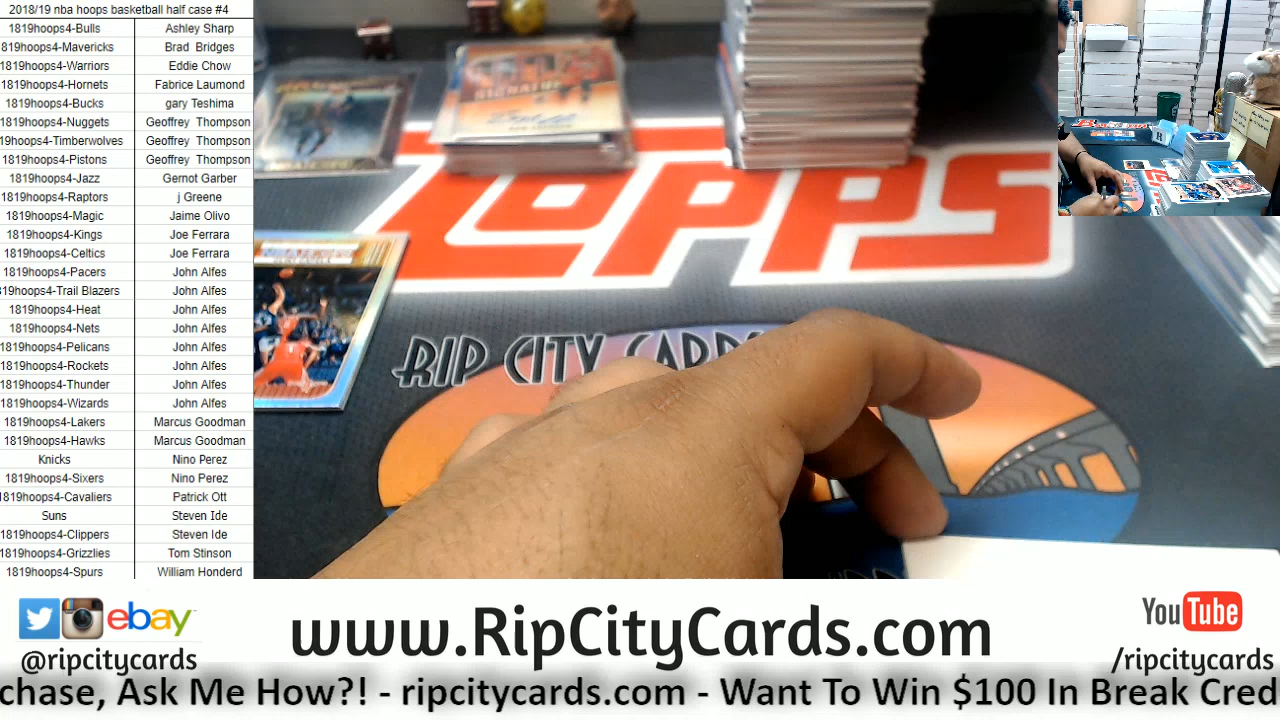 2018/19 nba hoops basketball half case #4
1819hoops4-Bulls Ashley Sharp
819hoops4-Mavericks Brad Bridges
1819hoops4-Warriors Eddie Chow
1819hoops4-Hornets Fabrice Laumond
1819hoops4-Bucks gary Teshima
1819hoops4-Nuggets Geoffrey Thompson
9hoops4-Timberwolves Geoffrey Thompson
1819hoops4-Pistons Geoffrey Thompson
1819hoops4-Jazz Gernot Garber
1819hoops4-Raptors j Greene
1819hoops4-Magic Jaime Olivo
1819hoops4-Kings Joe Ferrara
1819hoops4-Celtics Joe Ferrara
1819hoops4-Pacers John Alfes
819hoops4-Trail Blazers John Alfes
1819hoops4-Heat John Alfes
1819hoops4-Nets John Alfes
1819hoops4-Pelicans John Alfes
1819hoops4-Rockets John Alfes
1819hoops4-Thunder John Alfes
1819hoops4-Wizards John Alfes
1819hoops4-Lakers Marcus Goodman
1819hoops4-Hawks Marcus Goodman
Knicks Nino Perez
1819hoops4-Sixers Nino Perez
1819hoops4-Cavaliers Patrick Ott
Suns Steven Ide
1819hoops4-Clippers Steven Ide
1819hoops4-Grizzlies Tom Stinson
1819hoops4-Spurs William Honderd
TOPPS
RIP CITY CARDS
ebay
@ripcitycards
www.RipCityCards.com
YouTube
/ripcitycards
chase, Ask Me How?! - ripcitycards.com - Want To Win $100 In Break Cred